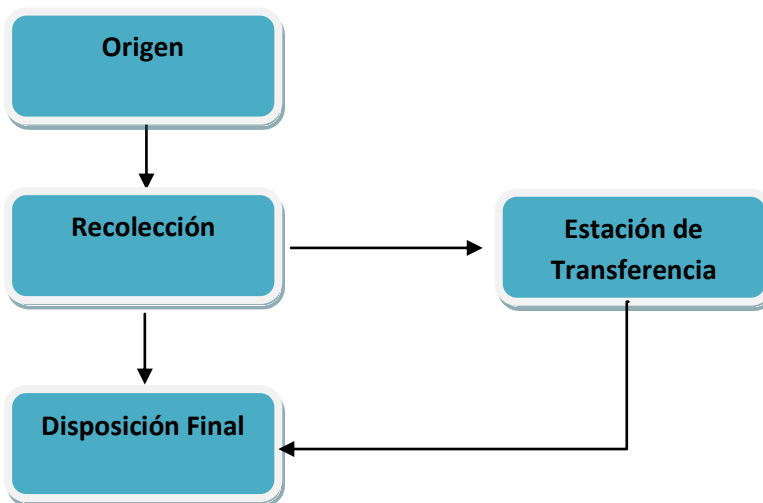 Origen
Recolección
Estación de
Transferencia
Disposición Final